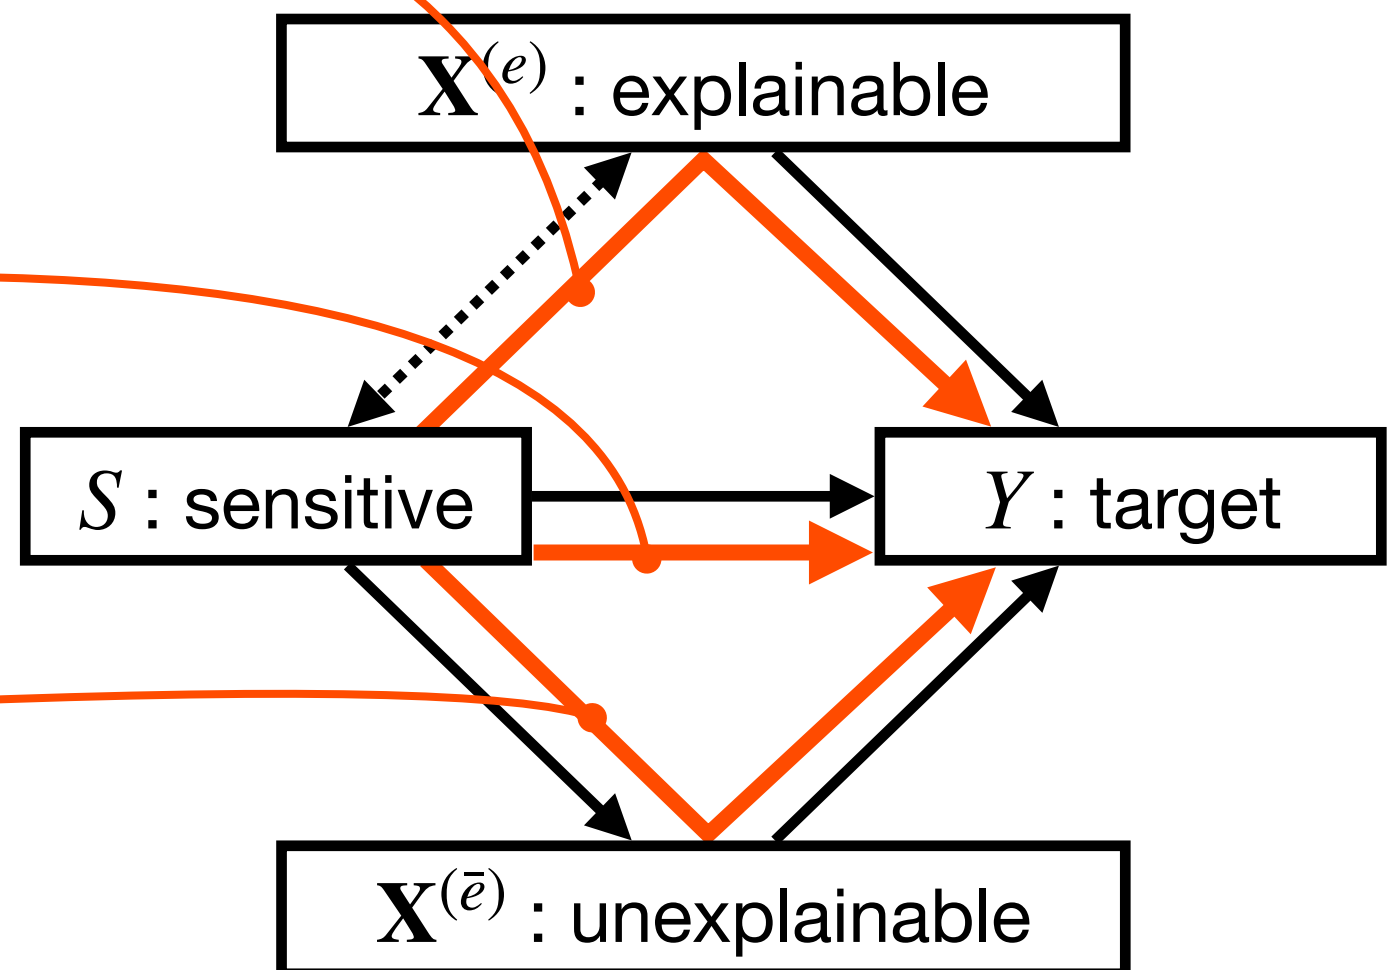 X^(e) : explainable
S : sensitive
Y : target
X^(ē) : unexplainable